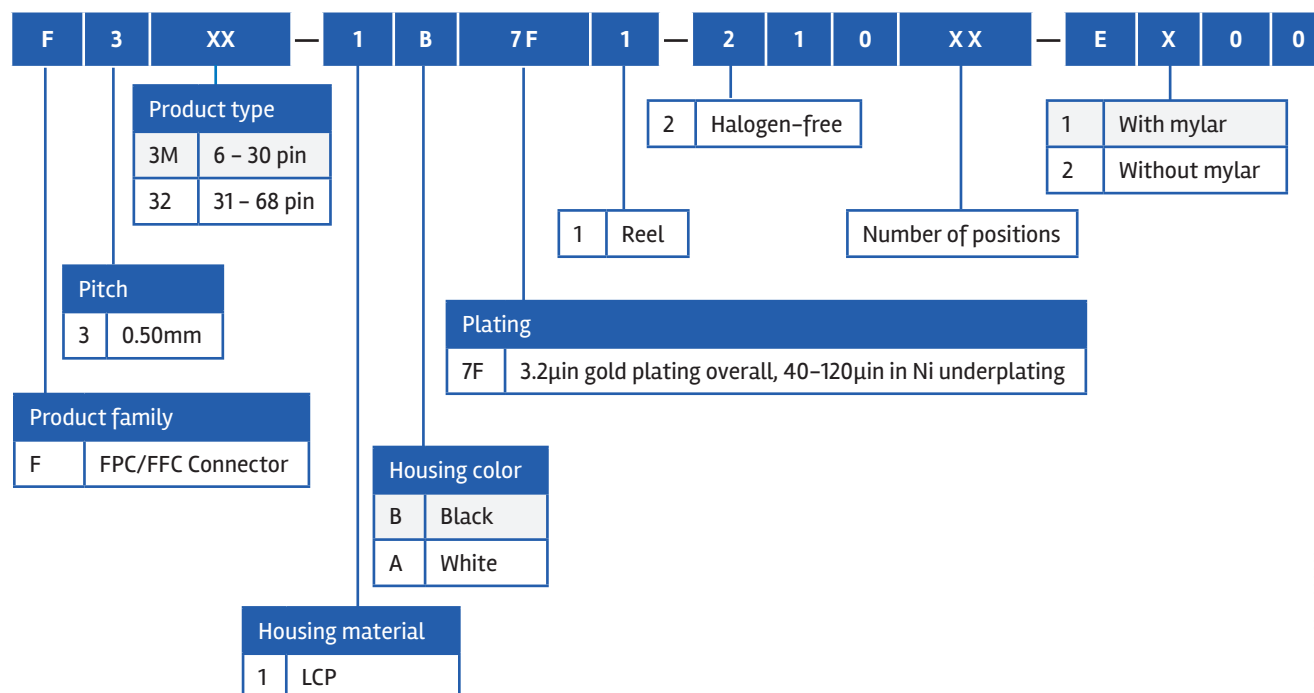 F 3 XX — 1 B 7F 1 — 2 1 0 XX — E X 0 0
Product type
3M 6 – 30 pin
32 31 – 68 pin
2 Halogen-free
1 With mylar
2 Without mylar
1 Reel
Number of positions
Pitch
3 0.50mm
Plating
7F 3.2μin gold plating overall, 40–120μin in Ni underplating
Product family
F FPC/FFC Connector
Housing color
B Black
A White
Housing material
1 LCP